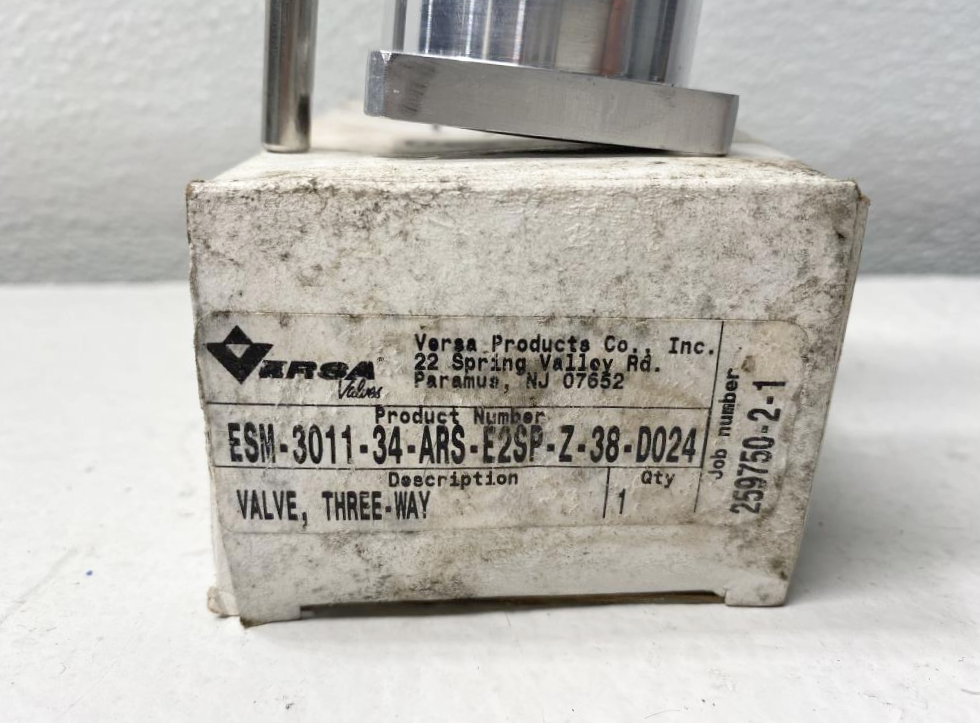 VERSA
Valves
Versa Products Co., Inc.
22 Spring Valley Rd.
Paramus, NJ 07652
Product Number
ESM-3011-34-ARS-E2SP-Z-38-D024
Description
Qty
VALVE, THREE-WAY
1
Job number
259750-2-1